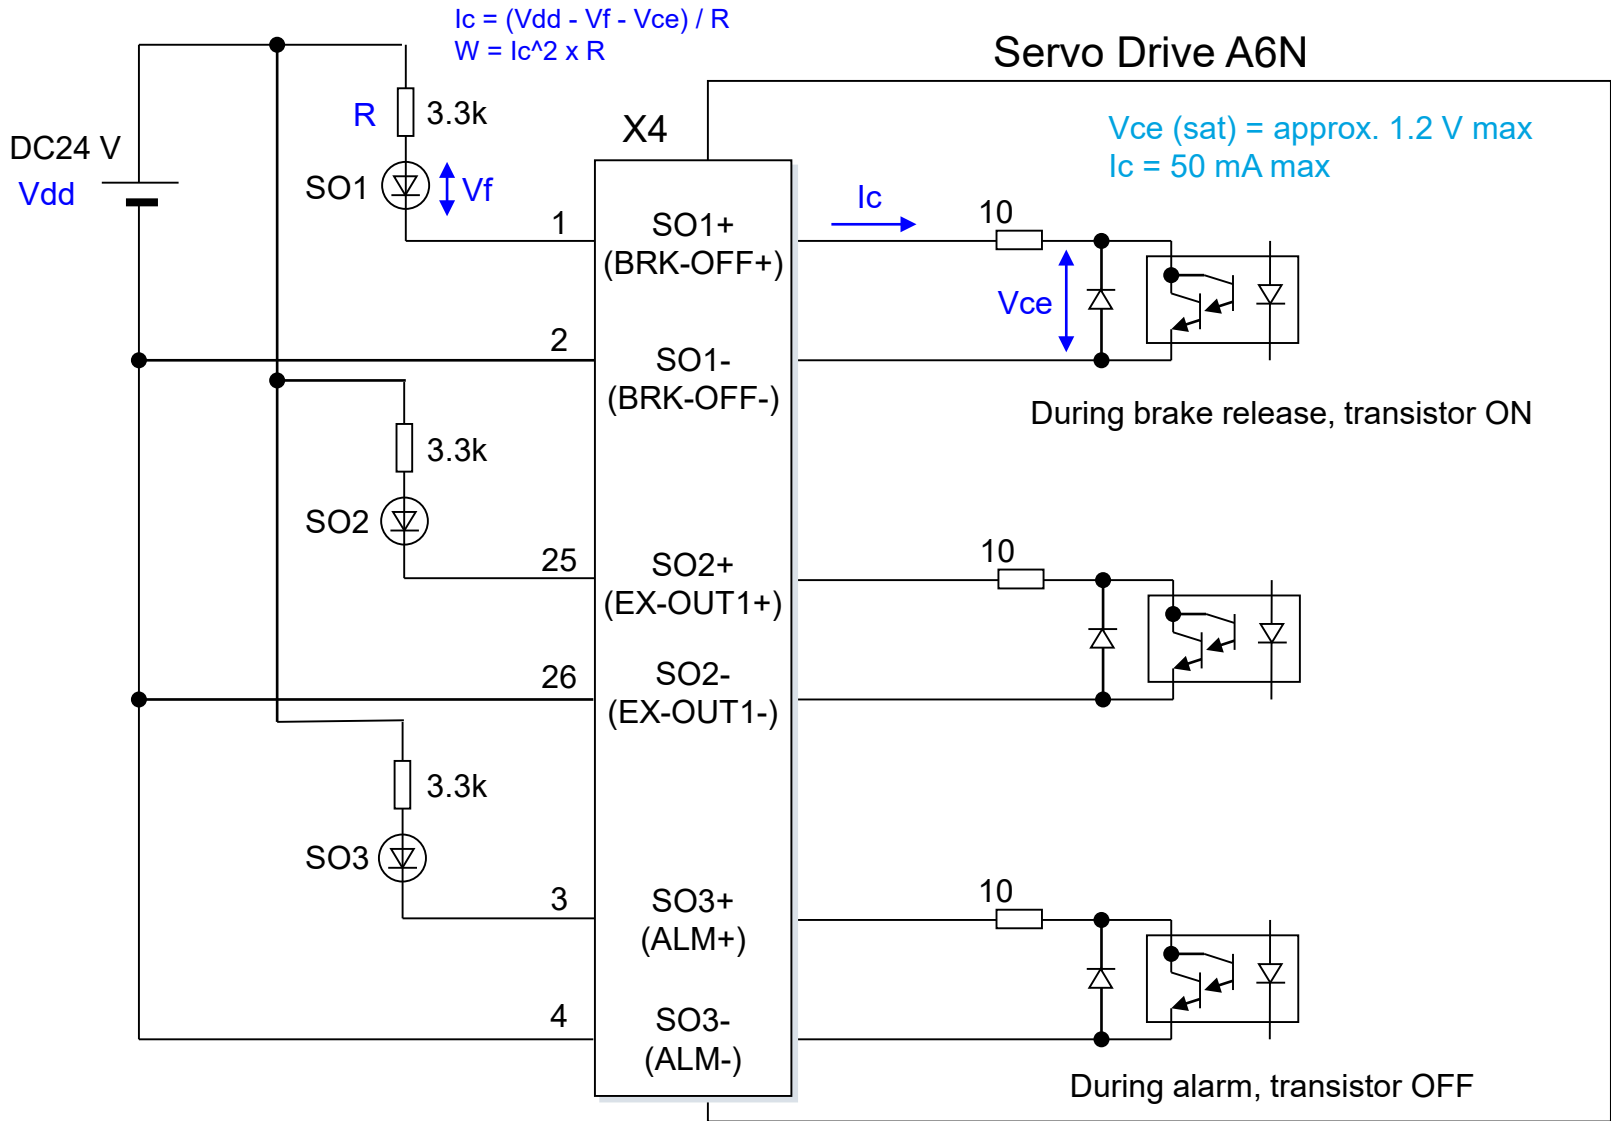 Ic = (Vdd - Vf - Vce) / R
W = Ic^2 x R
Servo Drive A6N
R
3.3k
X4
Vce (sat) = approx. 1.2 V max
Ic = 50 mA max
DC24 V
Vdd
SO1
Vf
1
SO1+
(BRK-OFF+)
Ic
10
Vce
2
SO1-
(BRK-OFF-)
During brake release, transistor ON
3.3k
SO2
25
SO2+
(EX-OUT1+)
10
26
SO2-
(EX-OUT1-)
3.3k
SO3
3
SO3+
(ALM+)
10
4
SO3-
(ALM-)
During alarm, transistor OFF